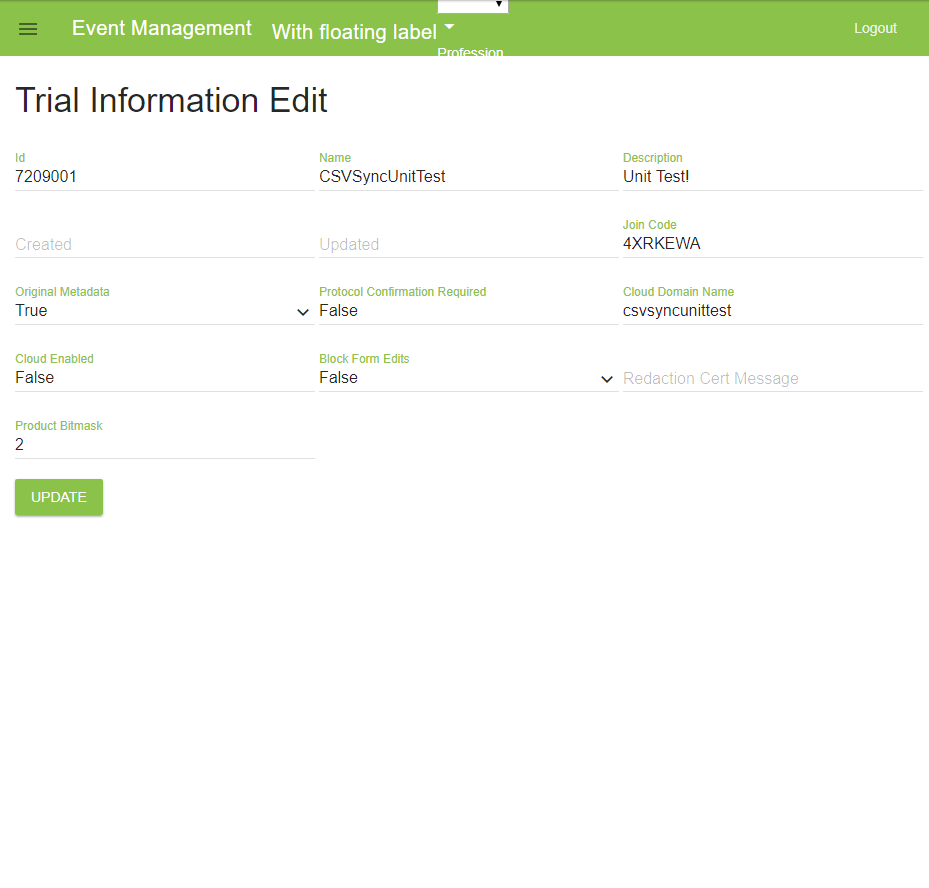 Event Management
With floating label
Profession
Logout
Trial Information Edit
Id
7209001
Name
CSVSyncUnitTest
Description
Unit Test!
Created
Updated
Join Code
4XRKEWA
Original Metadata
True
Protocol Confirmation Required
False
Cloud Domain Name
csvsyncunittest
Cloud Enabled
False
Block Form Edits
False
Redaction Cert Message
Product Bitmask
2
UPDATE